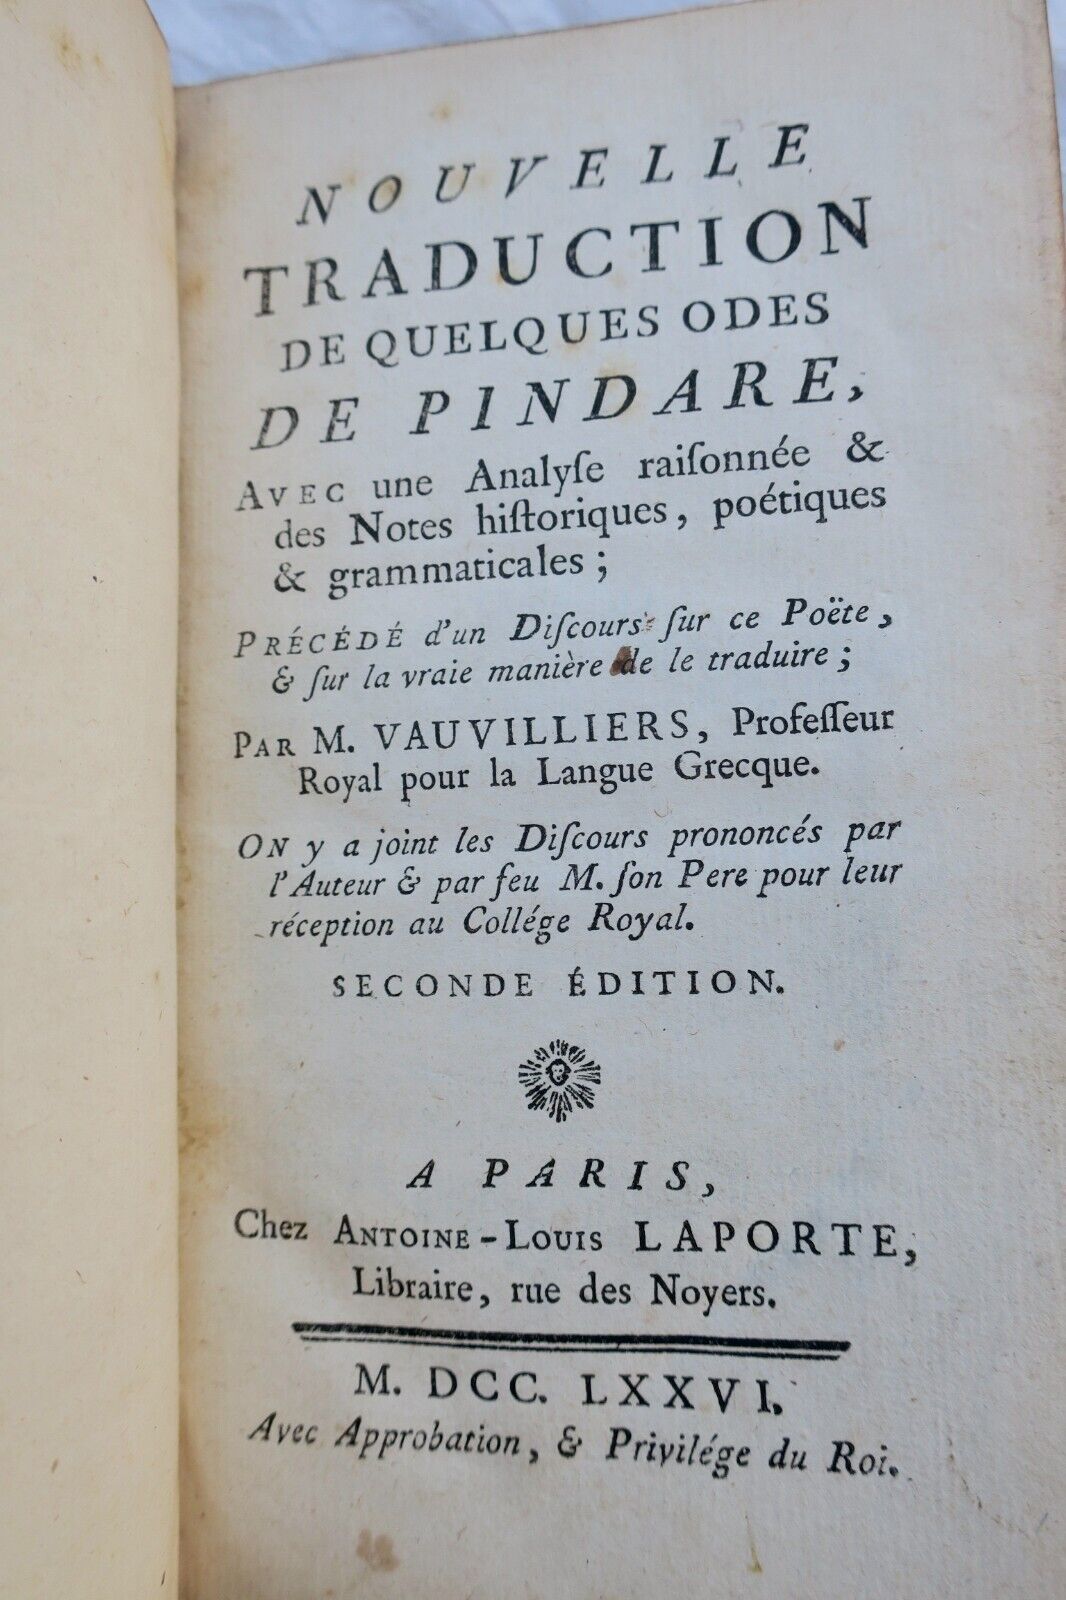 NOUVELLE
TRADUCTION
DE QUELQUES ODES
DE PINDARE,
AVEC une Analyſe raiſonnée &
des Notes hiſtoriques, poétiques
& grammaticales ;
PRÉCÉDÉ d'un Diſcours ſur ce Poëte,
& ſur la vraie manière de le traduire ;
PAR M. VAUVILLIERS, Profeſſeur
Royal pour la Langue Grecque.
ON y a joint les Diſcours prononcés par
l'Auteur & par feu M. ſon Pere pour leur
réception au Collége Royal.
SECONDE ÉDITION.
A PARIS,
Chez ANTOINE-LOUIS LAPORTE,
Libraire, rue des Noyers.
M. DCC. LXXVI.
Avec Approbation, & Privilége du Roi.